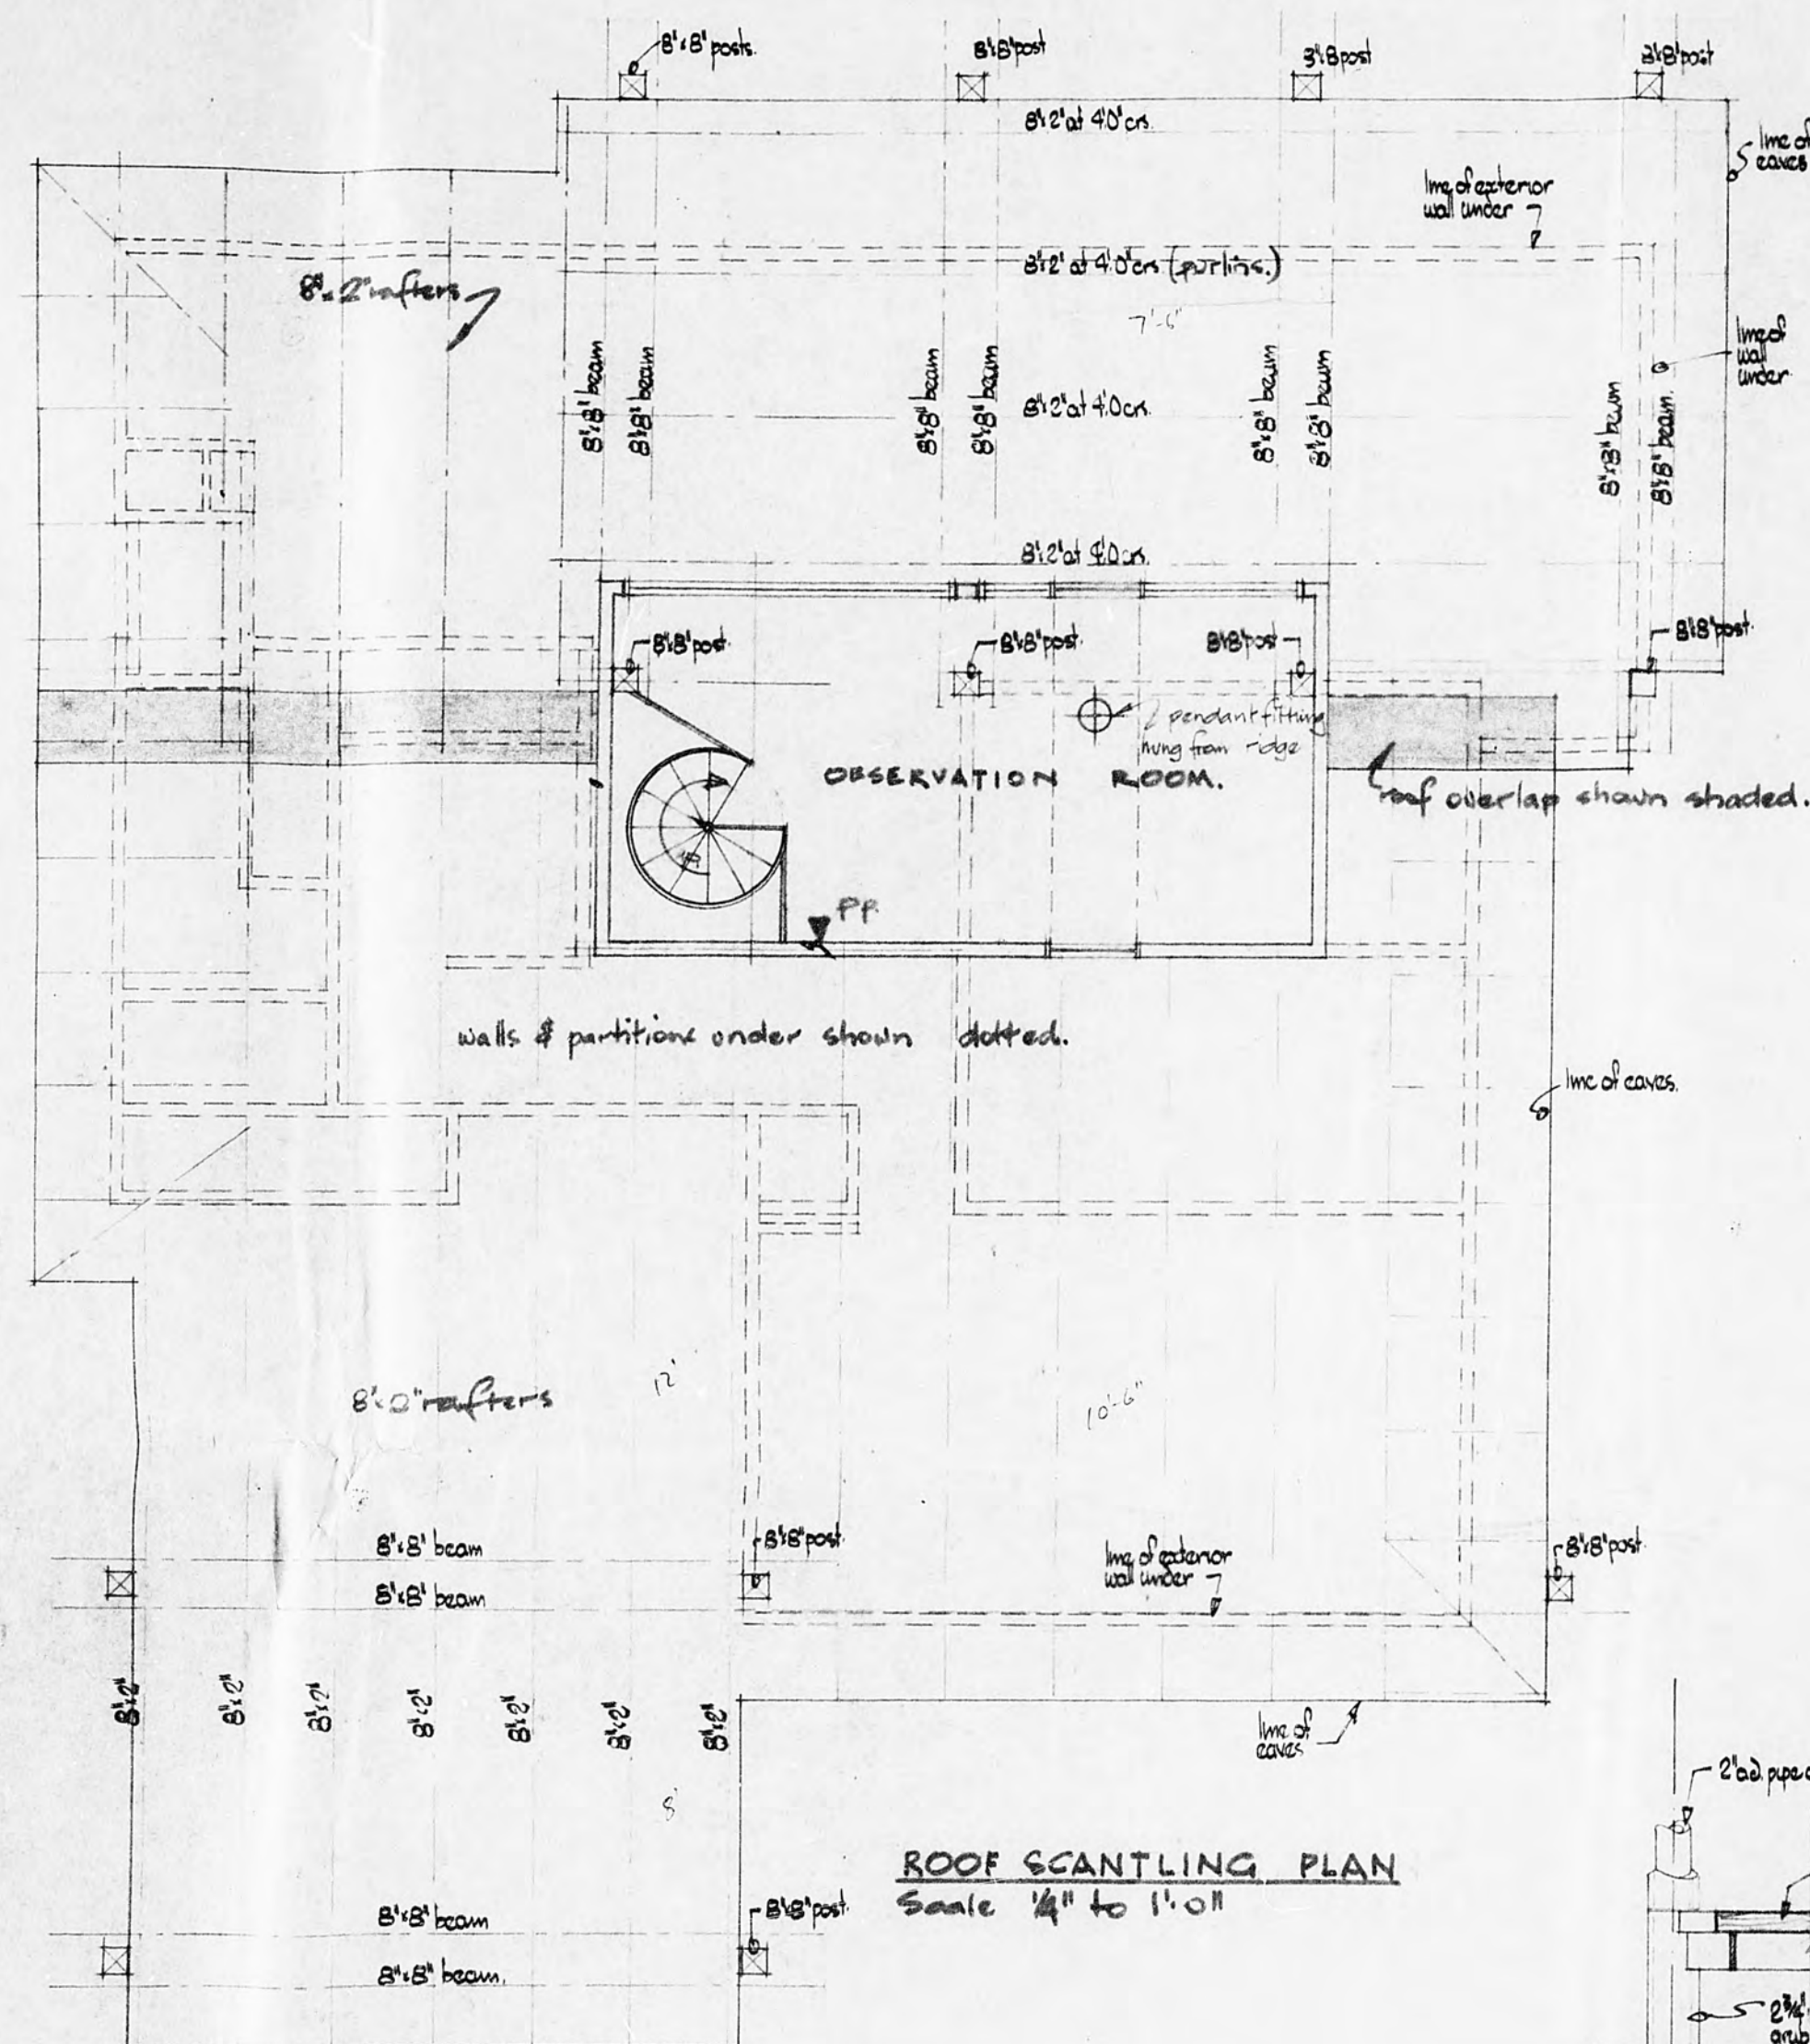 8"x8" posts.
8"x8" post
8"x8" post
8"x8" post
8"x2" at 4'0" crs.
line of
eaves
line of exterior
wall under
8"x2" at 4'0" crs (purlins.)
8"x2" rafters
7'-6"
line of
wall
under
8"x8" beam
8"x8" beam
8"x8" beam
8"x8" beam
8"x8" beam
8"x8" beam
8"x8" beam
8"x8" beam.
8"x2" at 4'0 crs.
8"x2" at 4'0 crs.
8"x8" post.
8"x8" post.
8"x8" post
8"x8" post.
pendant fitting
hung from ridge
OBSERVATION ROOM.
roof overlap shown shaded.
PP.
walls & partitions under shown dotted.
line of eaves.
8"x2" rafters
12'
10'-6"
8"x8" beam
8"x8" beam
8"x8" post.
line of exterior
wall under
8"x8" post.
8"x2"
8"x2"
8"x2"
8"x2"
8"x2"
8"x2"
8"x2"
line of
eaves
8'
2" o.d. pipe
ROOF SCANTLING PLAN
Scale 1/4" to 1'.0"
8"x8" beam
8"x8" beam.
8"x8" post.
2 3/4"